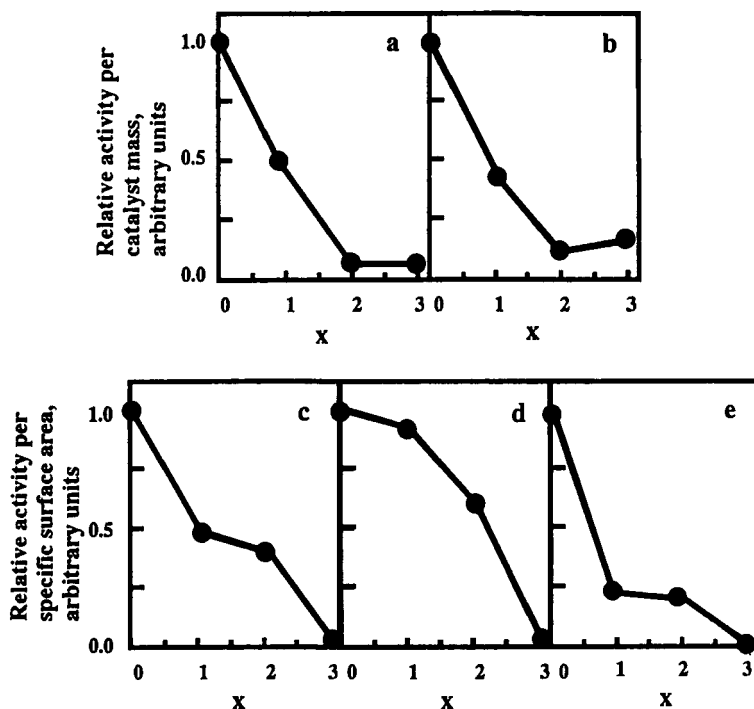 Relative activity per
catalyst mass,
arbitrary units
1.0
0.5
0.0
a
b
0 1 2 3
0 1 2 3
x
x
Relative activity per
specific surface area,
arbitrary units
1.0
0.5
0.0
c
d
e
0 1 2 3
0 1 2 3
0 1 2 3
x
x
x